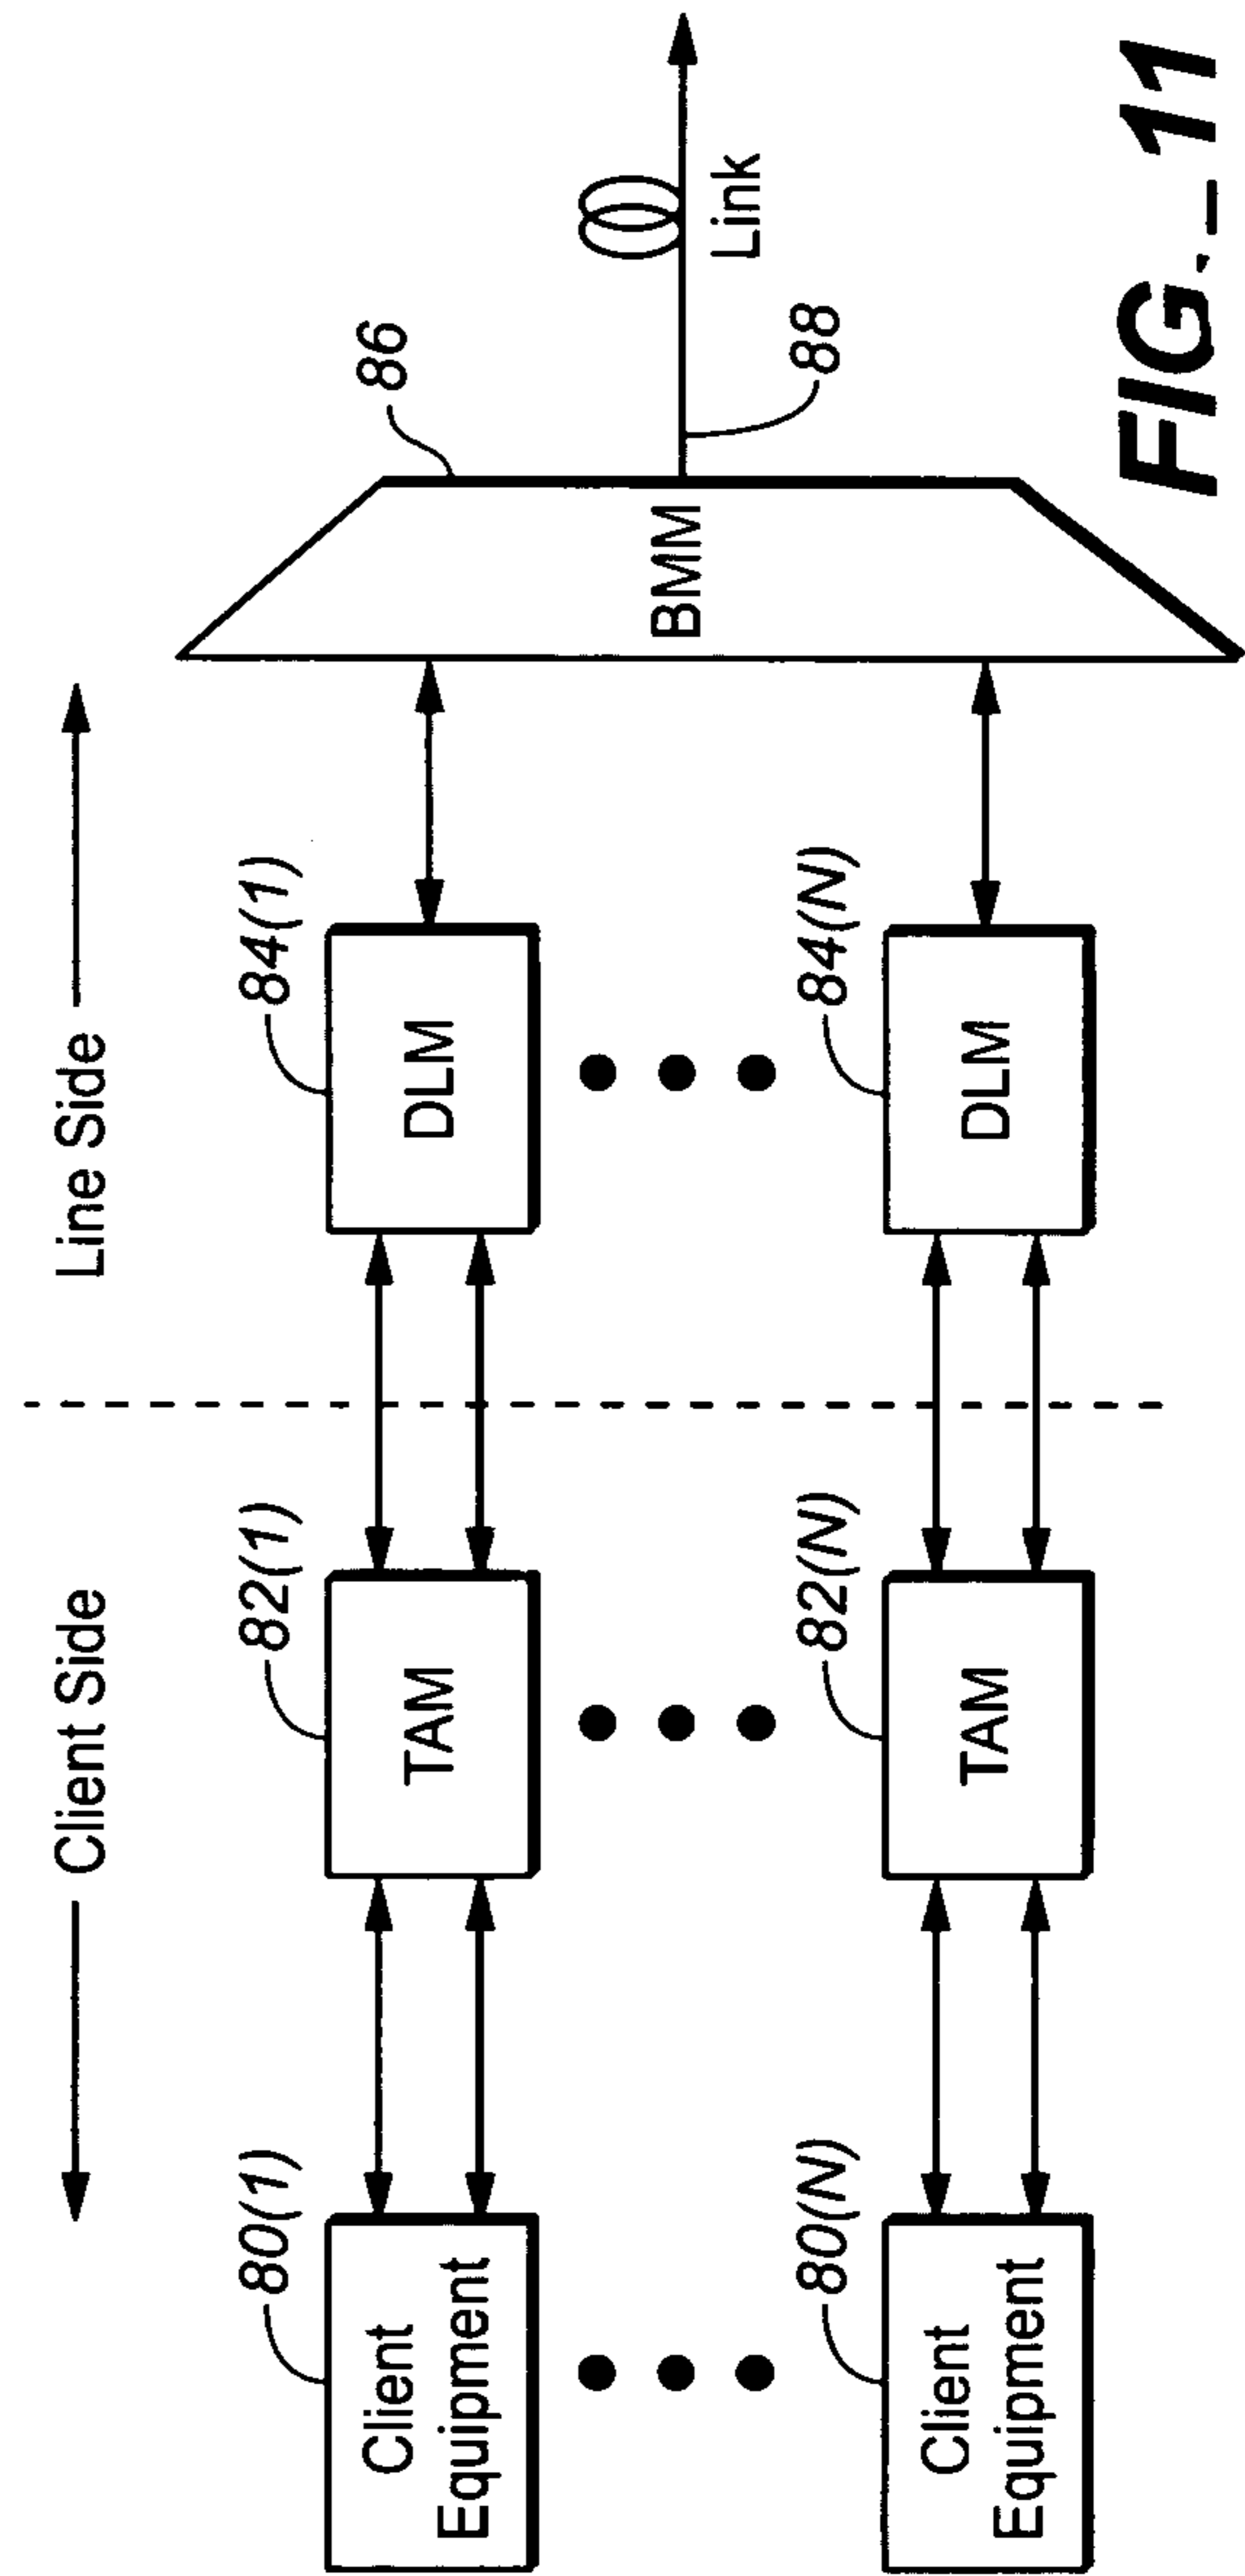 Client Side
Line Side
80(1)
82(1)
84(1)
86
Client
Equipment
TAM
DLM
BMM
88
Link
80(N)
82(N)
84(N)
Client
Equipment
TAM
DLM
FIG._11